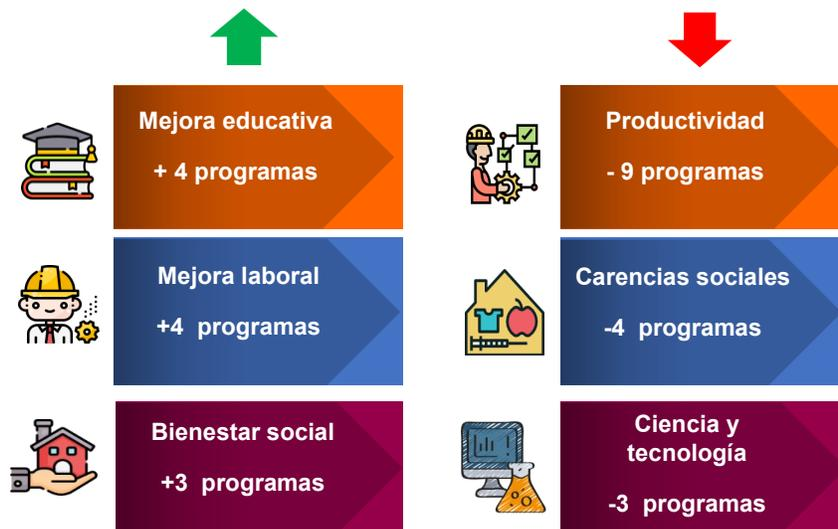 Mejora educativa
+ 4 programas
Mejora laboral
+4 programas
Bienestar social
+3 programas
Productividad
- 9 programas
Carencias sociales
-4 programas
Ciencia y
tecnología
-3 programas